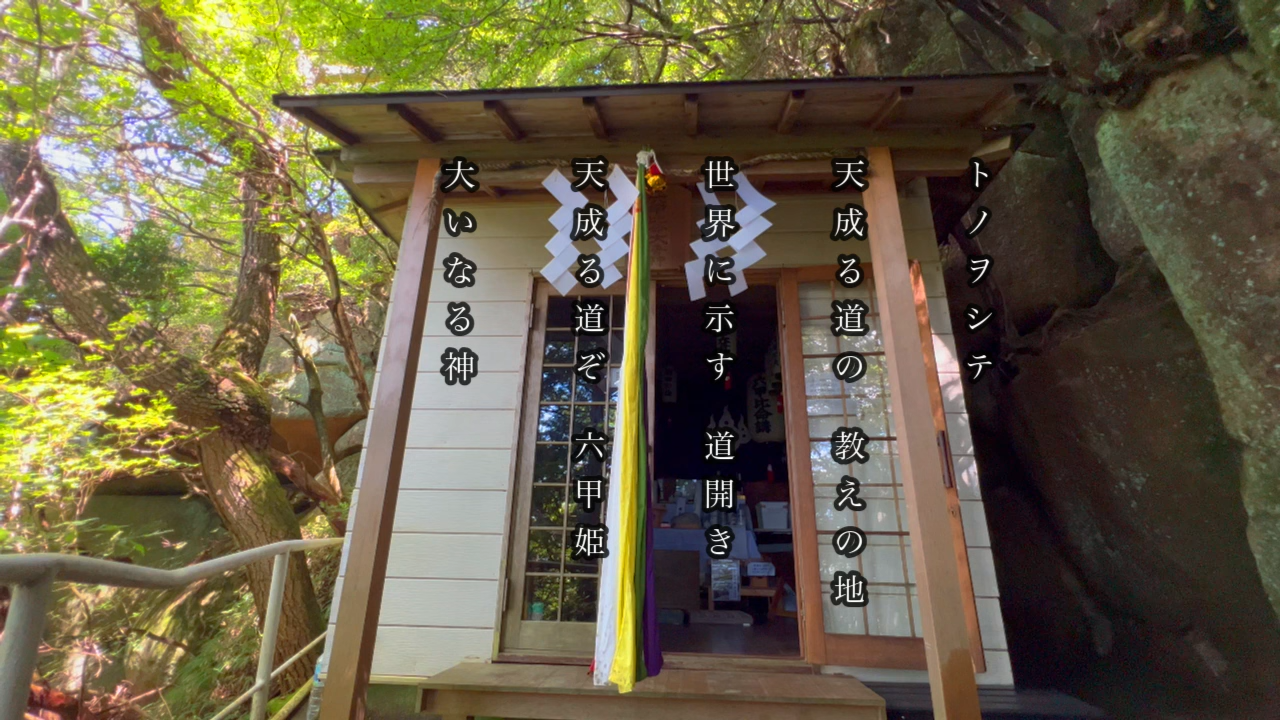 トノヲシテ
天成る道の 教えの地
世界に示す 道開き
天成る道ぞ 六甲姫
大いなる神